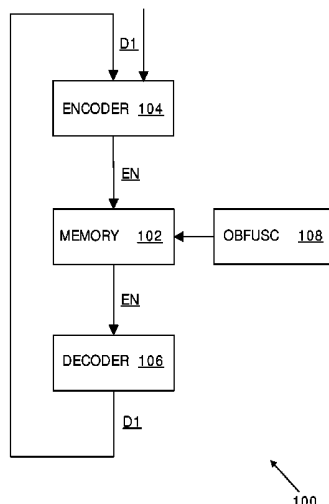 D1
ENCODER 104
EN
MEMORY 102
OBFUSC 108
EN
DECODER 106
D1
100